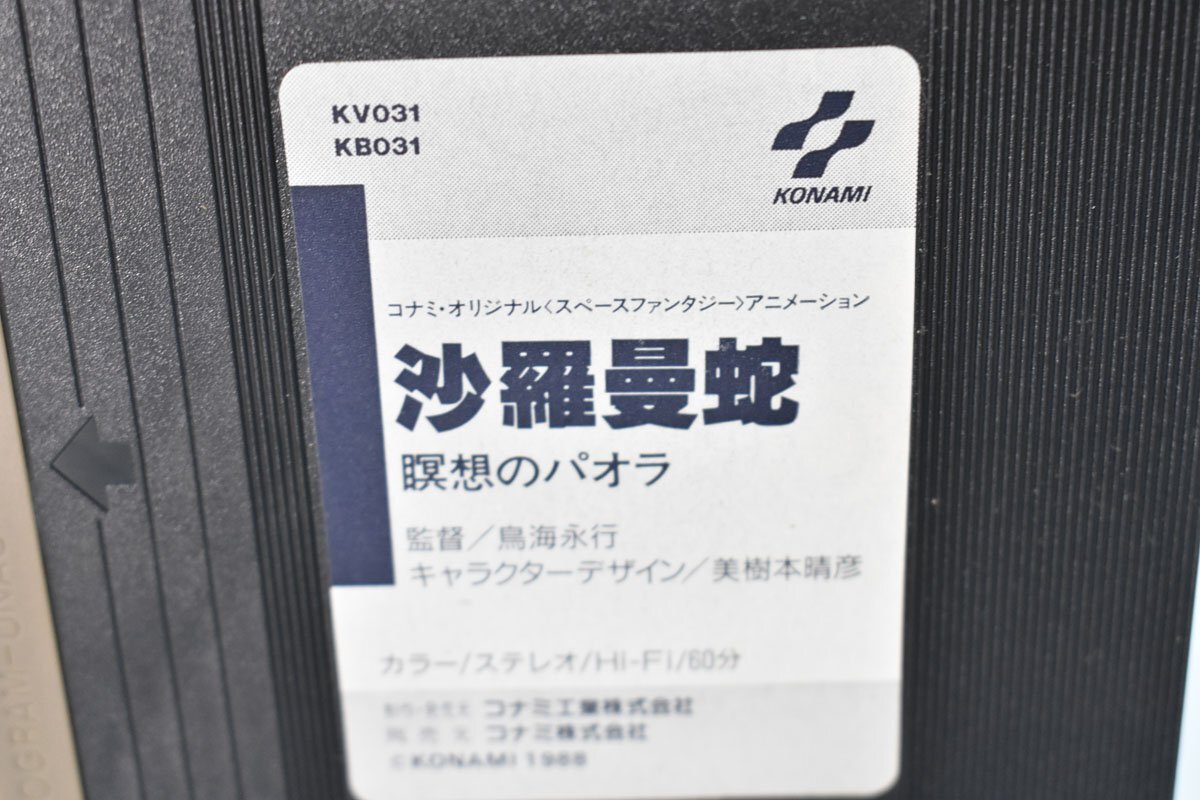 KV031
KB031
KONAMI
コナミ・オリジナル〈スペースファンタジー〉アニメーション
沙羅曼蛇
瞑想のパオラ
監督／鳥海永行
キャラクターデザイン／美樹本晴彦
カラー/ステレオ/Hi-Fi/60分
コナミ工業株式会社
発売元 コナミ株式会社
©KONAMI 1988